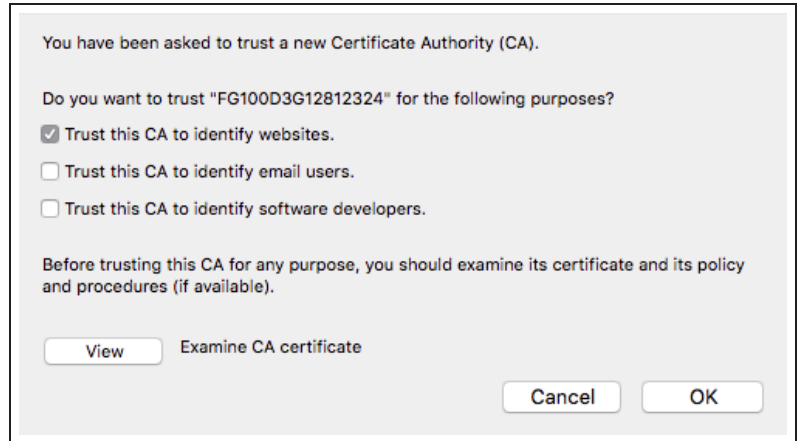 You have been asked to trust a new Certificate Authority (CA).
Do you want to trust "FG100D3G12812324" for the following purposes?
Trust this CA to identify websites.
Trust this CA to identify email users.
Trust this CA to identify software developers.
Before trusting this CA for any purpose, you should examine its certificate and its policy
and procedures (if available).
View Examine CA certificate
Cancel OK